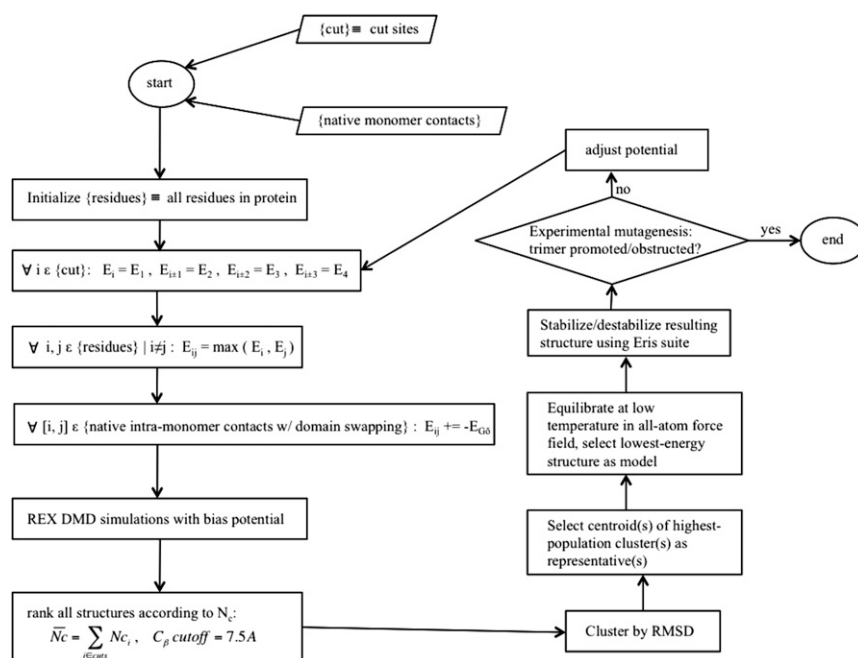 {cut}≡ cut sites
start
{native monomer contacts}
Initialize {residues} ≡ all residues in protein
∀ i ε {cut}: E_i = E_1 , E_i±1 = E_2 , E_i±2 = E_3 , E_i±3 = E_4
∀ i, j ε {residues} | i≠j : E_ij = max ( E_i , E_j )
∀ [i, j] ε {native intra-monomer contacts w/ domain swapping} : E_ij += -E_Gō
REX DMD simulations with bias potential
rank all structures according to N_c:
N̅c̅ = ∑_i∈cuts Nc_i , C_β cutoff = 7.5A
Cluster by RMSD
Select centroid(s) of highest-
population cluster(s) as
representative(s)
Equilibrate at low
temperature in all-atom force
field, select lowest-energy
structure as model
Stabilize/destabilize resulting
structure using Eris suite
Experimental mutagenesis:
trimer promoted/obstructed?
no
adjust potential
yes
end